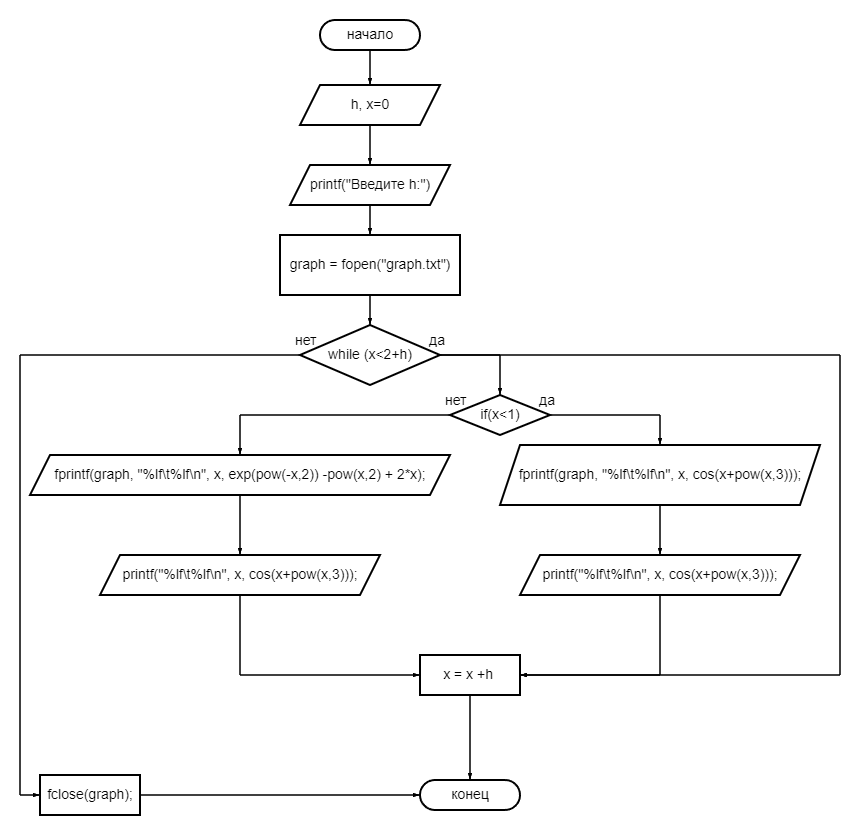 начало
h, x=0
printf("Введите h:")
graph = fopen("graph.txt")
нет
да
while (x<2+h)
нет
да
if(x<1)
fprintf(graph, "%lf\t%lf\n", x, exp(pow(-x,2)) -pow(x,2) + 2*x);
fprintf(graph, "%lf\t%lf\n", x, cos(x+pow(x,3)));
printf("%lf\t%lf\n", x, cos(x+pow(x,3)));
printf("%lf\t%lf\n", x, cos(x+pow(x,3)));
x = x +h
fclose(graph);
конец